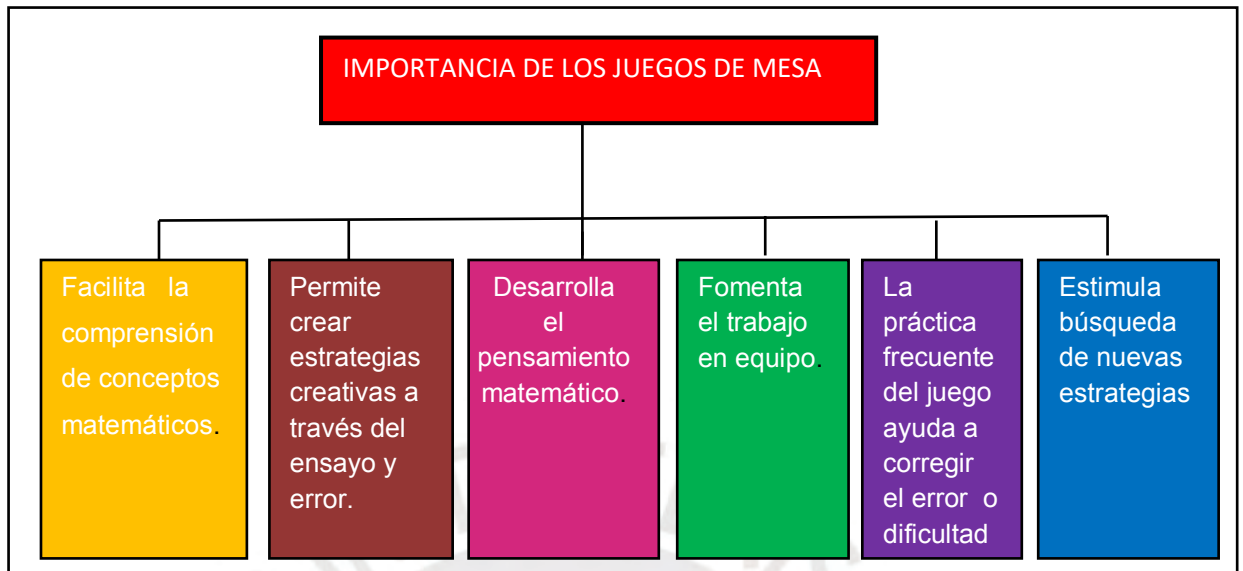 IMPORTANCIA DE LOS JUEGOS DE MESA
Facilita la
comprensión
de conceptos
matemáticos.
Permite
crear
estrategias
creativas a
través del
ensayo y
error.
Desarrolla
el
pensamiento
matemático.
Fomenta
el trabajo
en equipo.
La
práctica
frecuente
del juego
ayuda a
corregir
el error o
dificultad
Estimula
búsqueda
de nuevas
estrategias